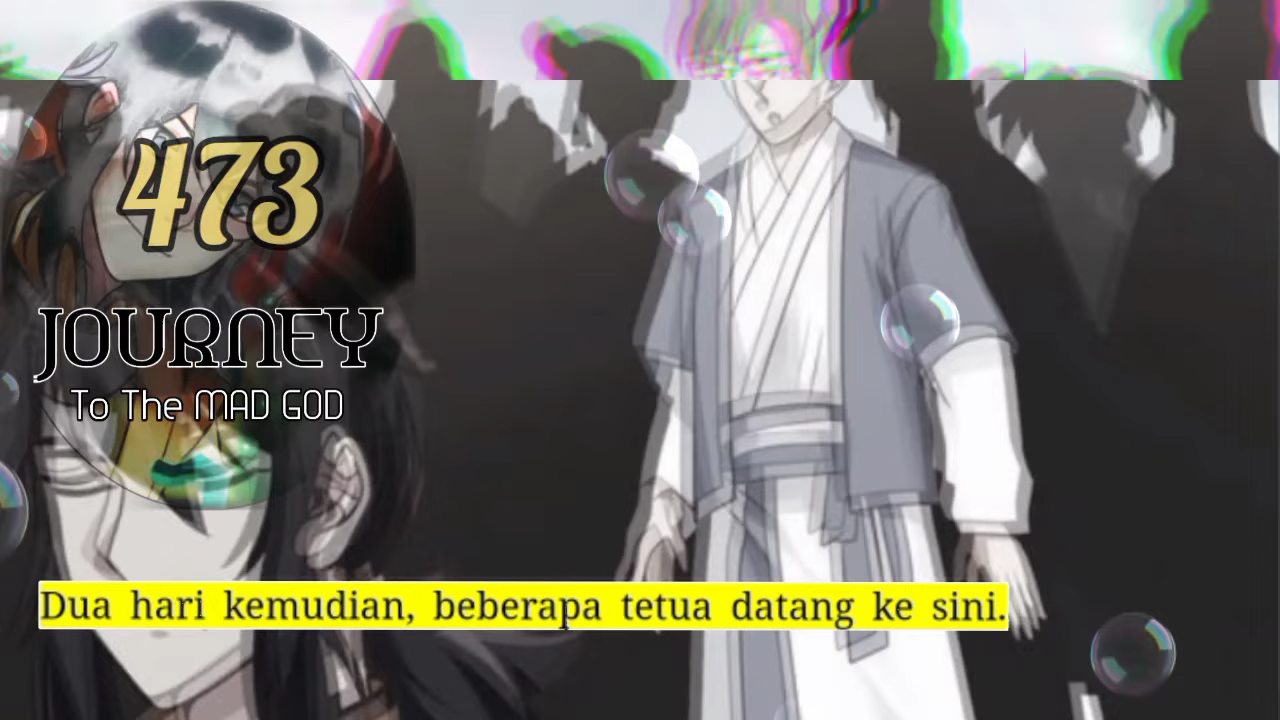 473
JOURNEY
To The MAD GOD
Dua hari kemudian, beberapa tetua datang ke sini.